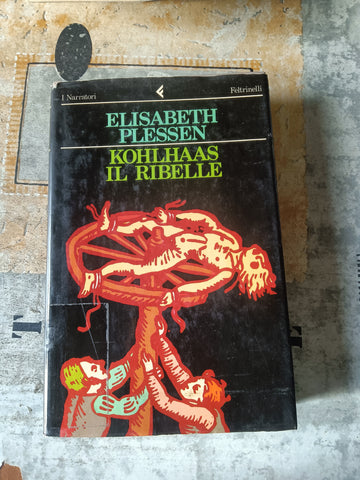 I Narratori
Feltrinelli
ELISABETH
PLESSEN
KOHLHAAS
IL RIBELLE
T
T